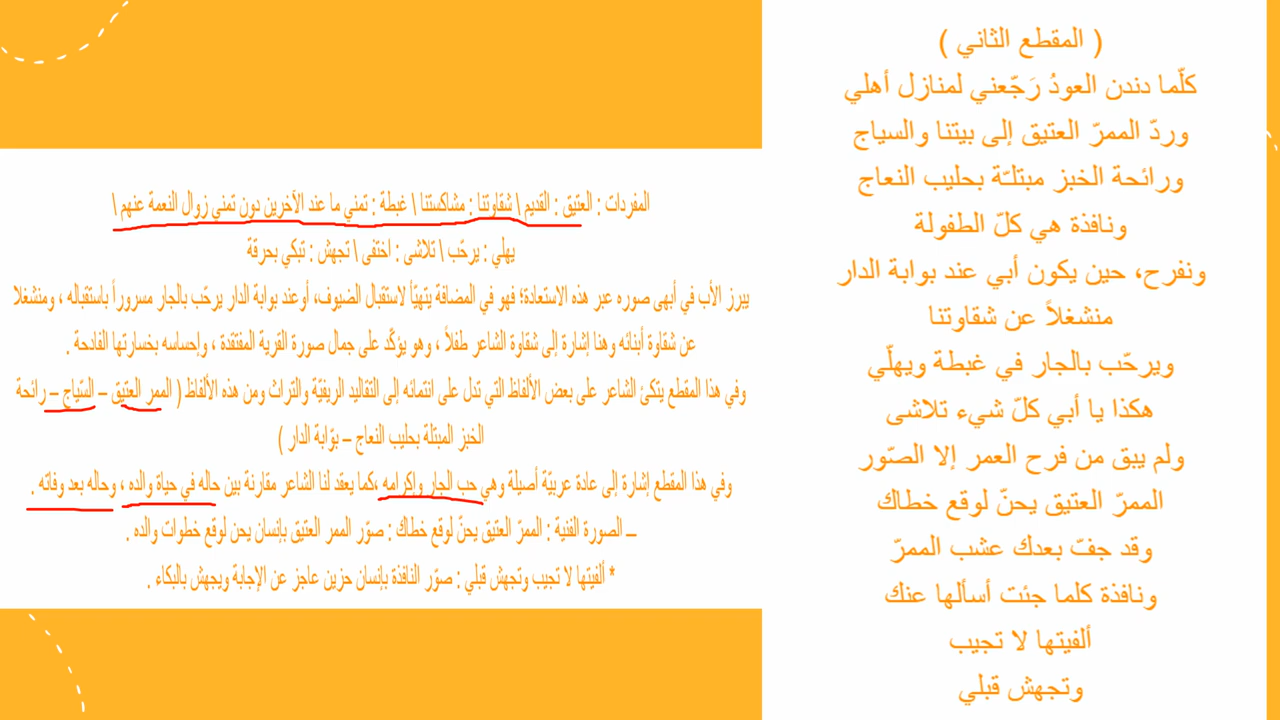 ( المقطع الثاني )
كلّما دندن العودُ رَجّعني لمنازل أهلي
وردّ الممرّ العتيق إلى بيتنا والسياج
ورائحة الخبز مبتلّة بحليب النعاج
ونافذة هي كلّ الطفولة
ونفرح، حين يكون أبي عند بوابة الدار
منشغلاً عن شقاوتنا
ويرحّب بالجار في غبطة ويهلّي
هكذا يا أبي كلّ شيء تلاشى
ولم يبق من فرح العمر إلا الصّور
الممرّ العتيق يحنّ لوقع خطاك
وقد جفّ بعدك عشب الممرّ
ونافذة كلما جئت أسألها عنك
ألفيتها لا تجيب
وتجهش قبلي
المفردات : العتيق : القديم \ شقاوتنا : مشاكستنا \ غبطة : تمني ما عند الآخرين دون تمني زوال النعمة عنهم \
يهلي : يرحّب \ تلاشى : اختفى \ تجهش : تبكي بحرقة
يبرز الأب في أبهى صوره عبر هذه الاستعادة؛ فهو في المضافة يتهيّأ لاستقبال الضيوف، أوعند بوابة الدار يرحّب بالجار مسروراً باستقباله ، ومنشغلا
عن شقاوة أبنائه وهنا إشارة إلى شقاوة الشاعر طفلاً ، وهو يؤكّد على جمال صورة القرية المفتقدة ، وإحساسه بخسارتها الفادحة .
وفي هذا المقطع يتكئ الشاعر على بعض الألفاظ التي تدل على انتمائه إلى التقاليد الريفيّة والتراث ومن هذه الألفاظ ( الممر العتيق – السّياج – رائحة
الخبز المبتلة بحليب النعاج – بوّابة الدار )
وفي هذا المقطع إشارة إلى عادة عربيّة أصيلة وهي حب الجار وإكرامه ،كما يعقد لنا الشاعر مقارنة بين حاله في حياة والده ، وحاله بعد وفاته .
– الصورة الفنية : الممرّ العتيق يحنّ لوقع خطاك : صوّر الممر العتيق بإنسان يحن لوقع خطوات والده .
* ألفيتها لا تجيب وتجهش قبلي : صوّر النافذة بإنسان حزين عاجز عن الإجابة ويجهش بالبكاء .